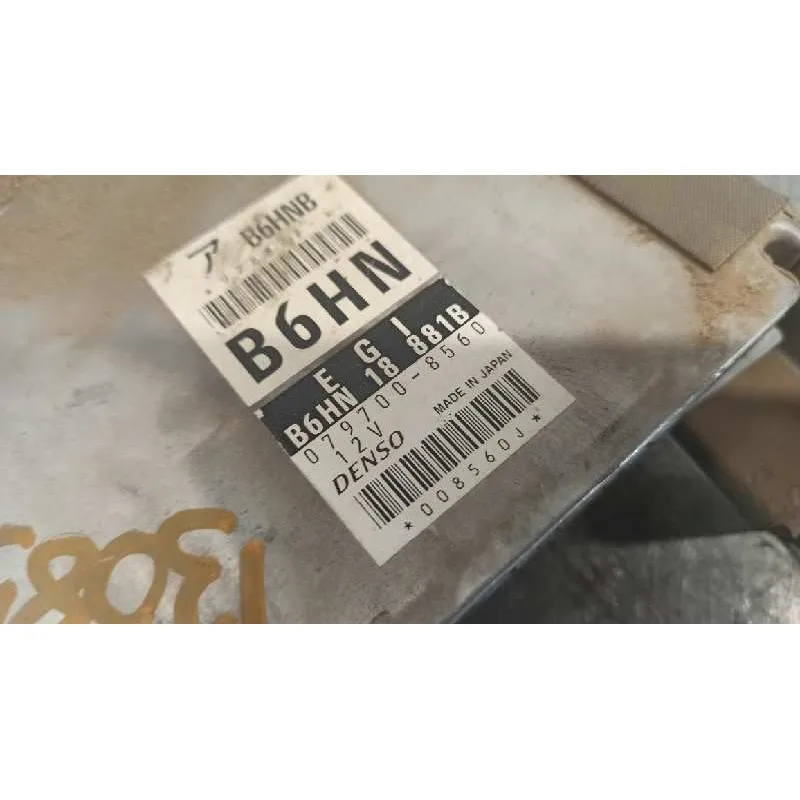 ア B6HNB
B6HN
E G I
B6HN 18 881B
079700-8560
12V
DENSO MADE IN JAPAN
*008560J*